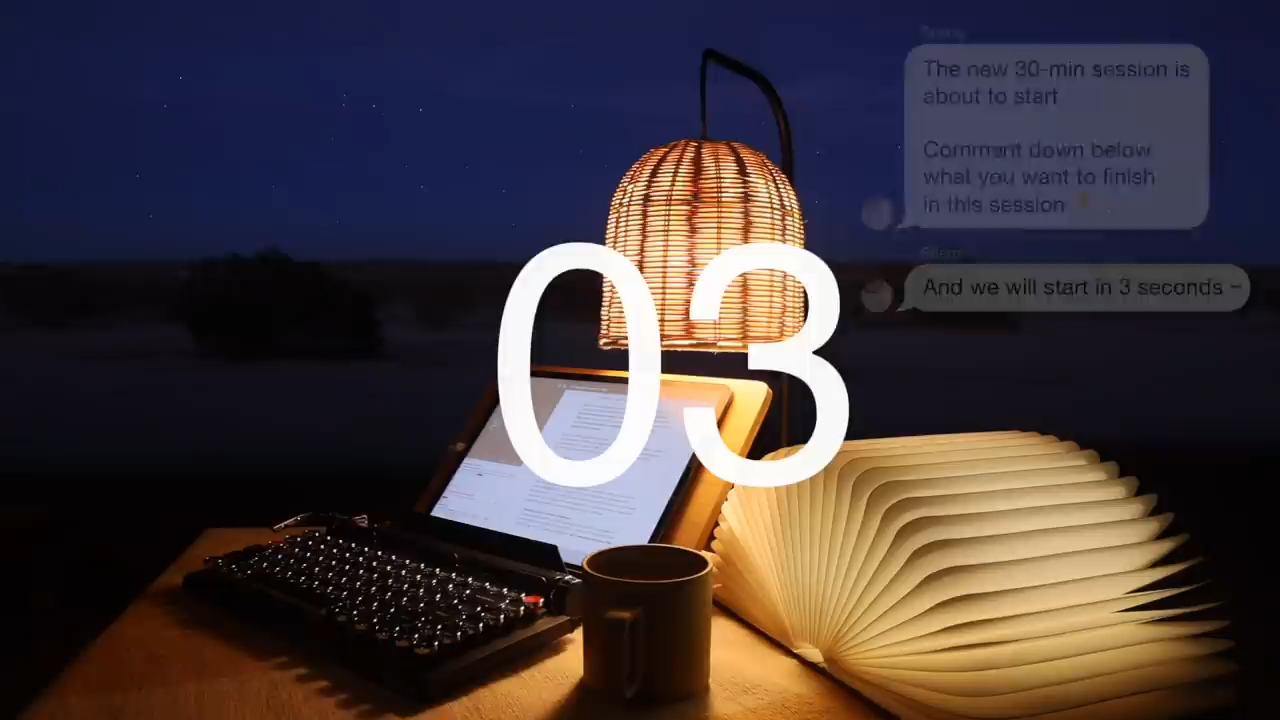 The new 30-min session is
about to start
Comment down below
what you want to finish
in this session
And we will start in 3 seconds ~
03